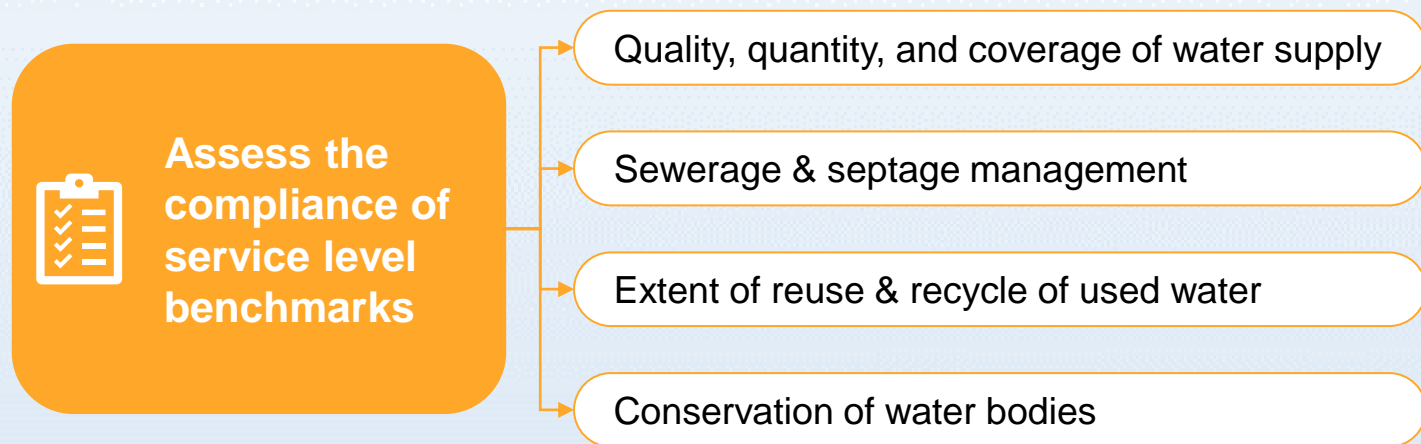 Assess the
compliance of
service level
benchmarks
Quality, quantity, and coverage of water supply
Sewerage & septage management
Extent of reuse & recycle of used water
Conservation of water bodies